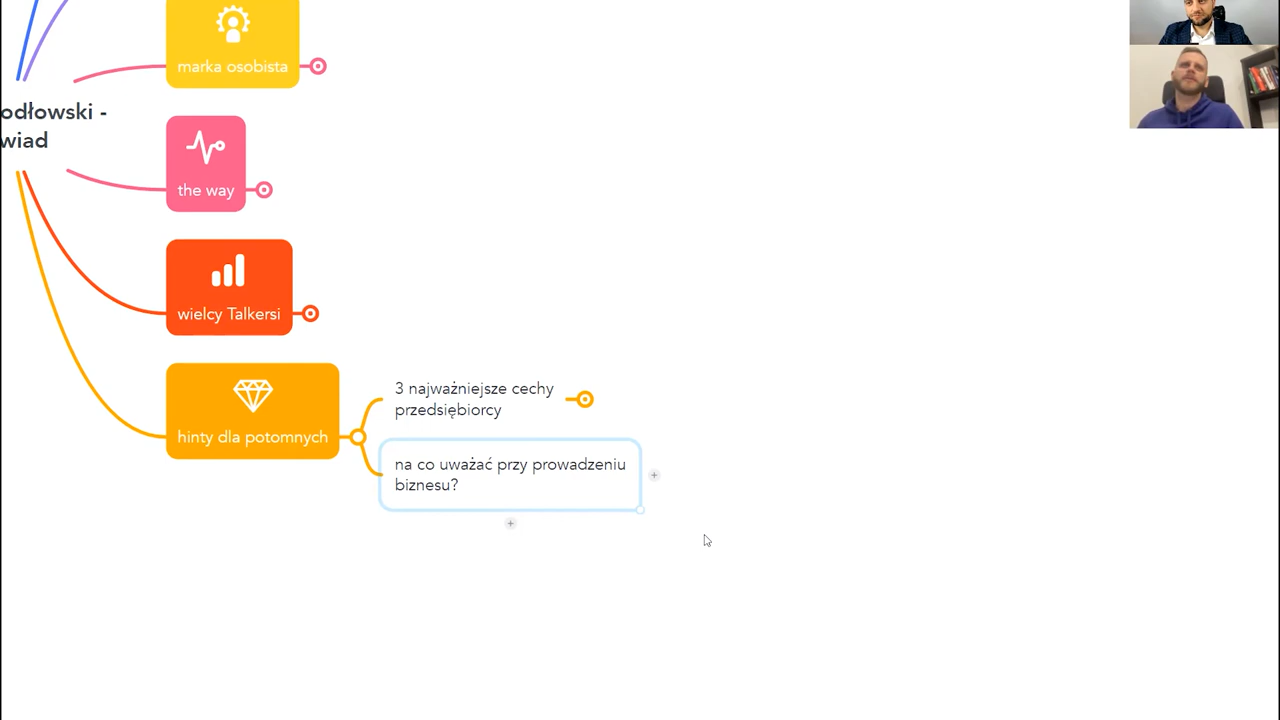 marka osobista
odłowski -
wiad
the way
wielcy Talkersi
hinty dla potomnych
3 najważniejsze cechy
przedsiębiorcy
na co uważać przy prowadzeniu
biznesu?